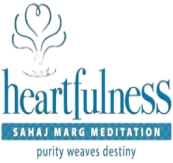 heartfulness
SAHAJ MARG MEDITATION
purity weaves destiny